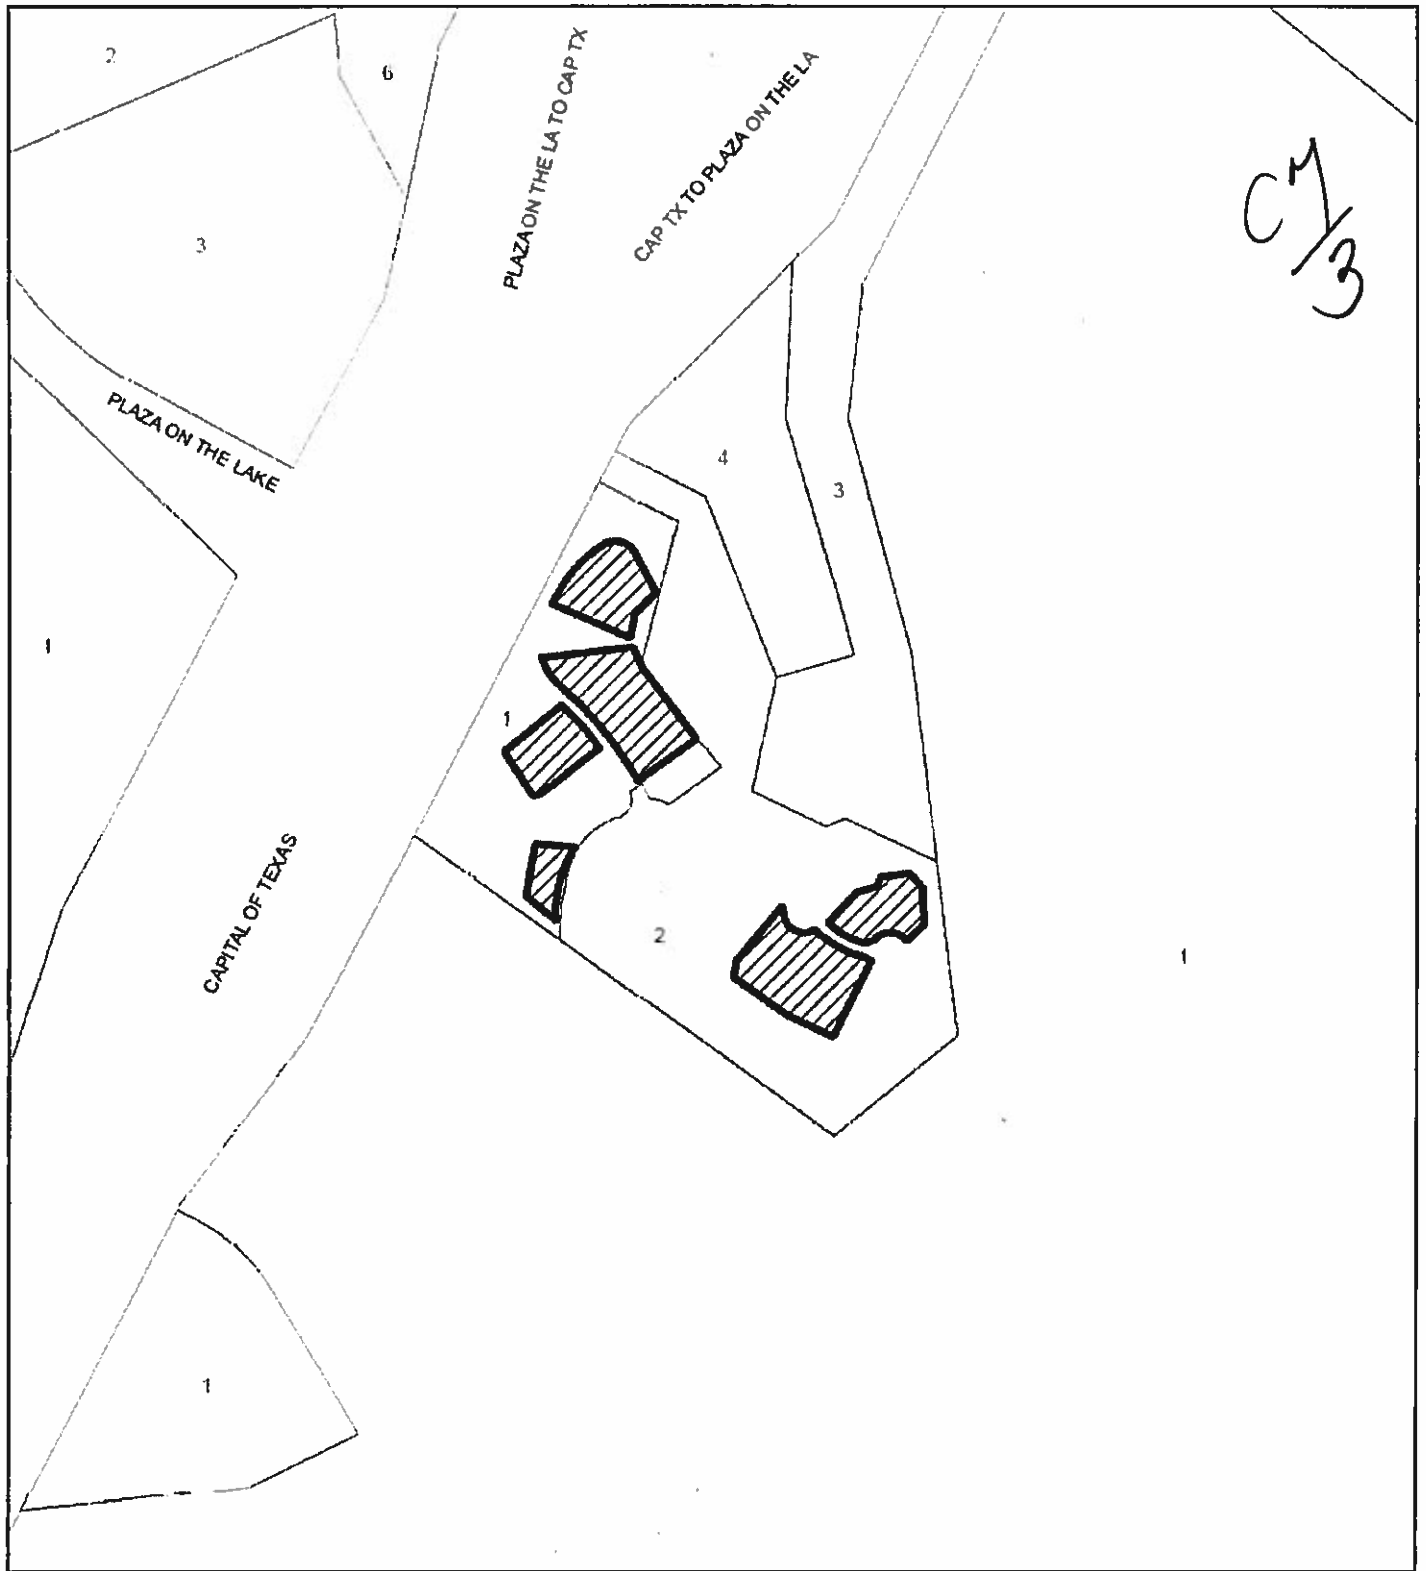 2
6
PLAZA ON THE LA TO CAP TX
CAP TX TO PLAZA ON THE LA
C7/3
3
PLAZA ON THE LAKE
4
3
1
1
CAPITAL OF TEXAS
2
1
1